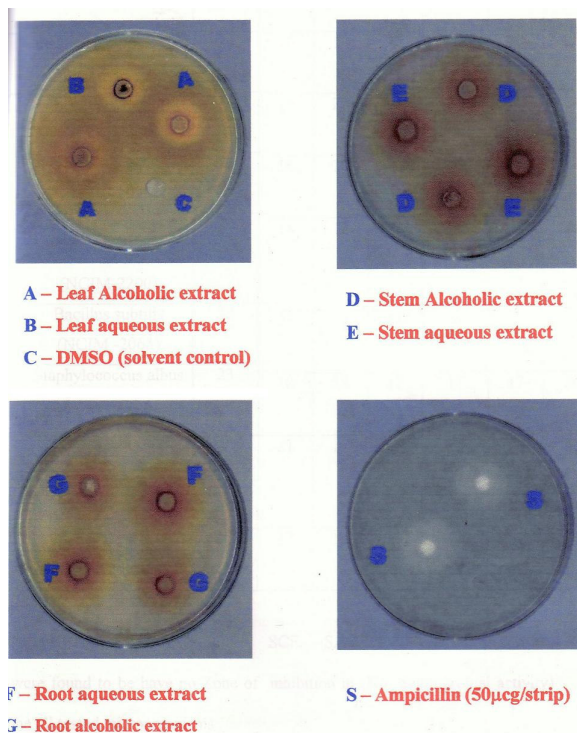 B A
A C
A – Leaf Alcoholic extract
B – Leaf aqueous extract
C – DMSO (solvent control)
E D
D E
D – Stem Alcoholic extract
E – Stem aqueous extract
G F
F G
F – Root aqueous extract
G – Root alcoholic extract
S
S
S – Ampicillin (50µcg/strip)